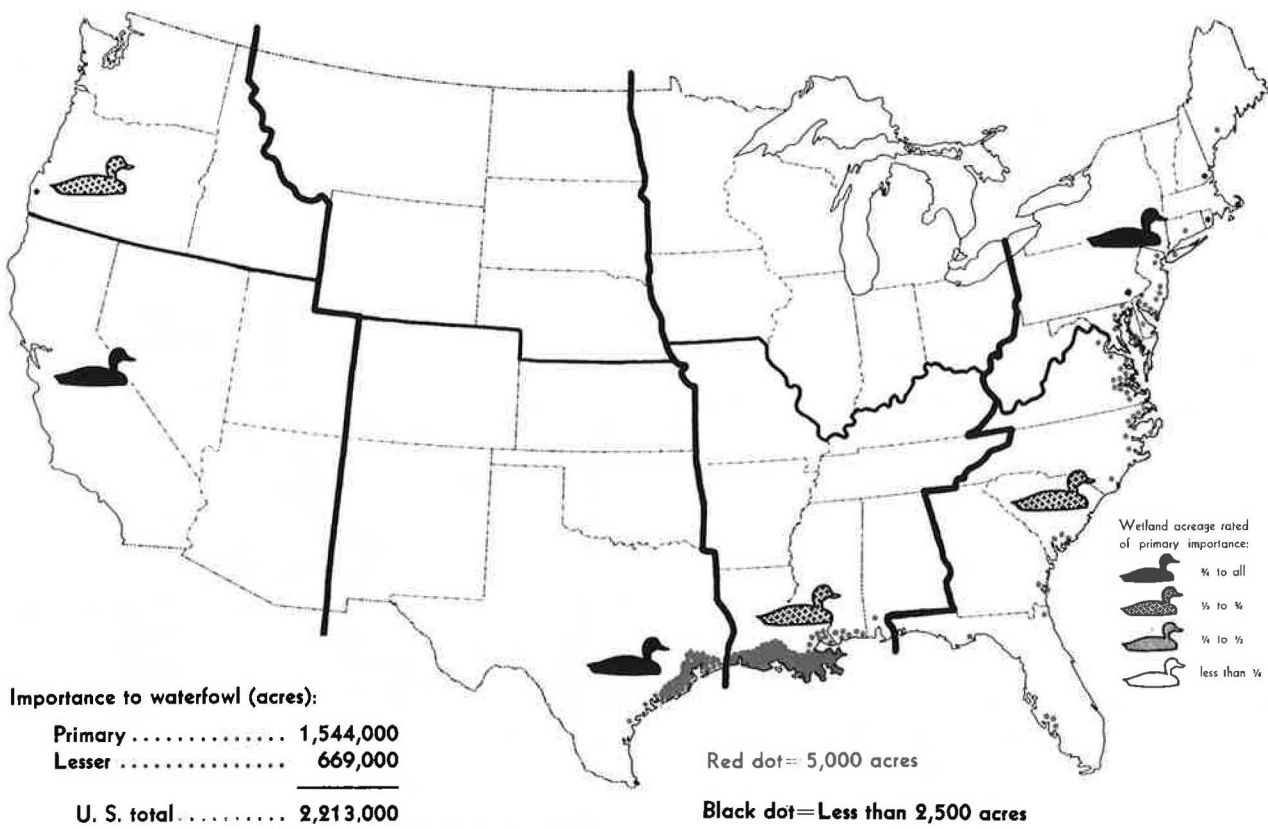 Wetland acreage rated
of primary importance:
¾ to all
½ to ¾
¼ to ½
less than ¼
Importance to waterfowl (acres):
Primary .............. 1,544,000
Lesser ............... 669,000
U. S. total .......... 2,213,000
Red dot=5,000 acres
Black dot=Less than 2,500 acres